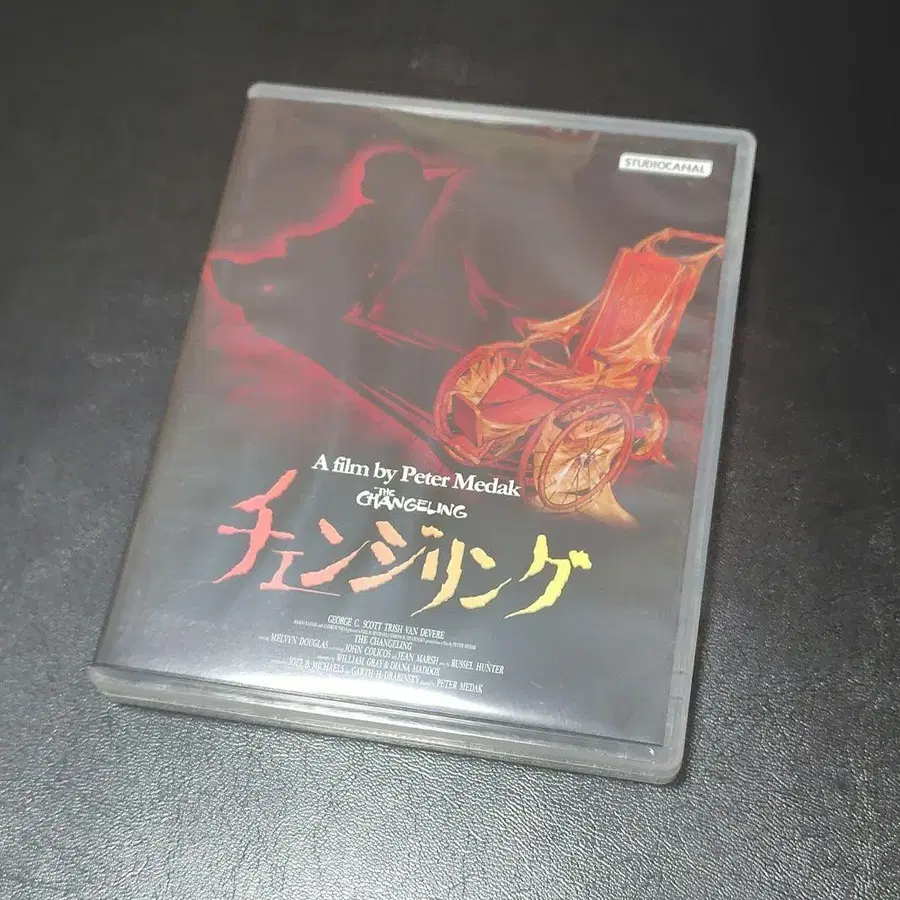 STUDIOCANAL
A film by Peter Medak
THE
CHANGELING
チェンジリング
GEORGE C. SCOTT TRISH VAN DEVERE
THE CHANGELING
MELVYN DOUGLAS JOHN COLICOS JEAN MARSH RUSSEL HUNTER
WILLIAM GRAY & DIANA MADDOX
JOEL B. MICHAELS GARTH H. DRABINSKY PETER MEDAK